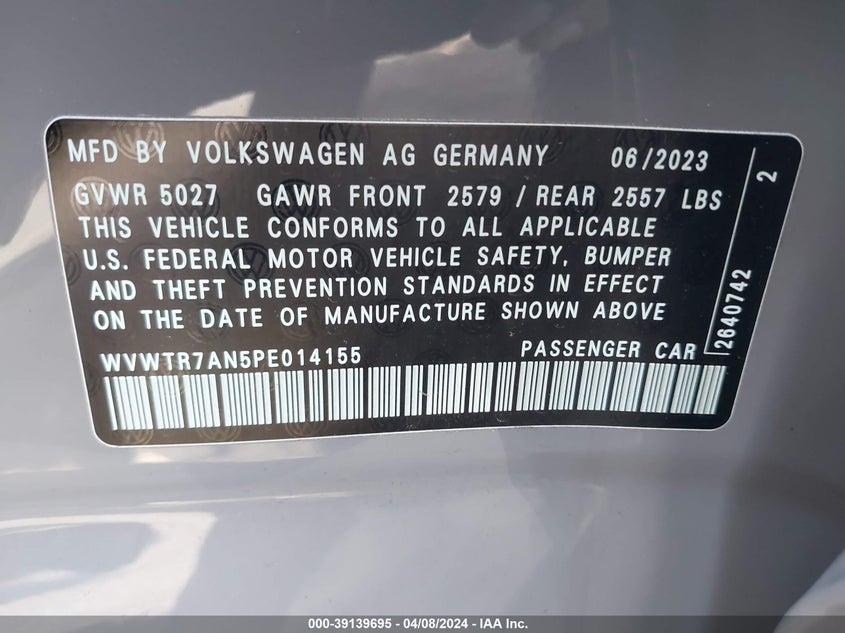 MFD BY VOLKSWAGEN AG GERMANY 06/2023
GVWR 5027 GAWR FRONT 2579 / REAR 2557 LBS
THIS VEHICLE CONFORMS TO ALL APPLICABLE
U.S. FEDERAL MOTOR VEHICLE SAFETY, BUMPER
AND THEFT PREVENTION STANDARDS IN EFFECT
ON THE DATE OF MANUFACTURE SHOWN ABOVE
WVWTR7AN5PE014155 PASSENGER CAR
2640742 2
000-39139695 - 04/08/2024 - IAA Inc.